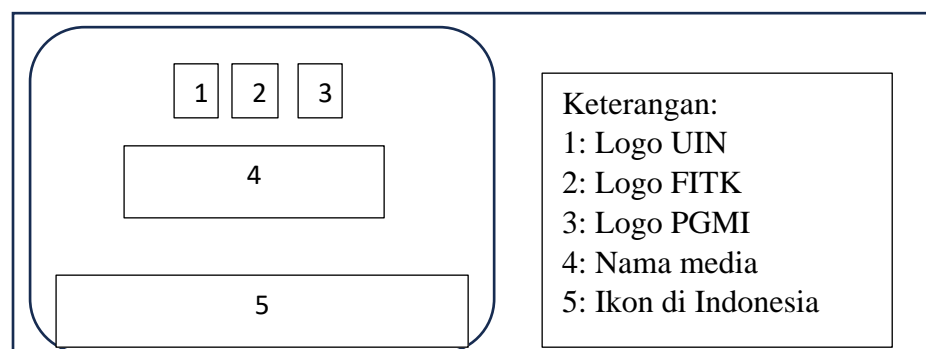 1 2 3
4
5
Keterangan:
1: Logo UIN
2: Logo FITK
3: Logo PGMI
4: Nama media
5: Ikon di Indonesia